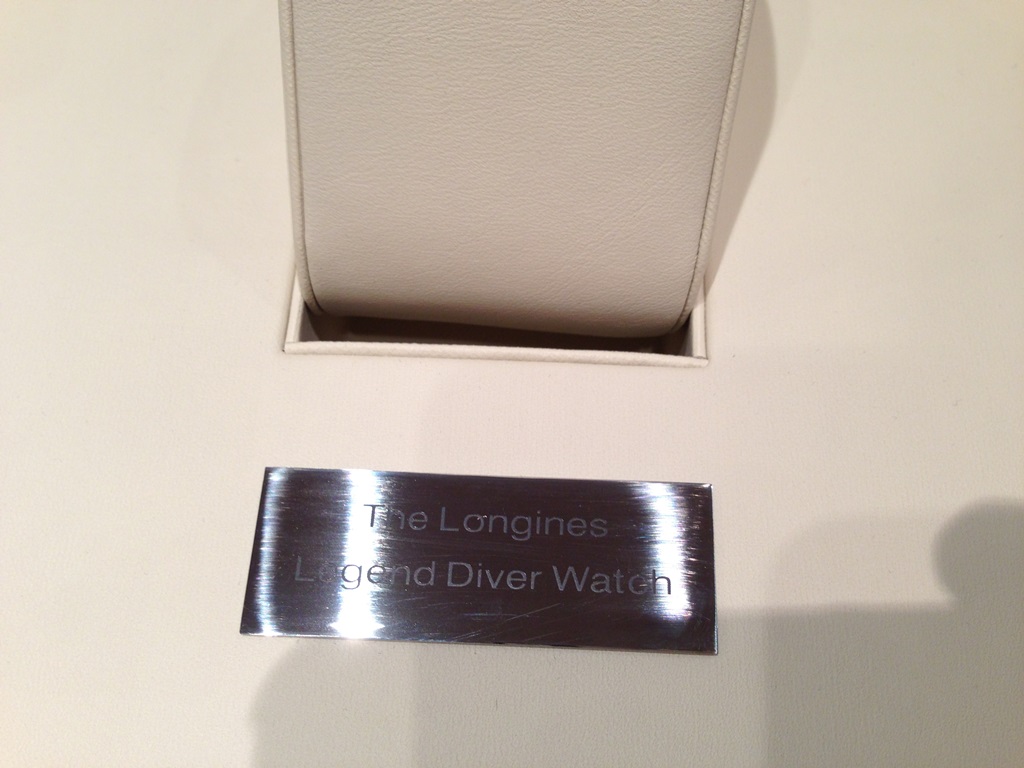 The Longines
Legend Diver Watch